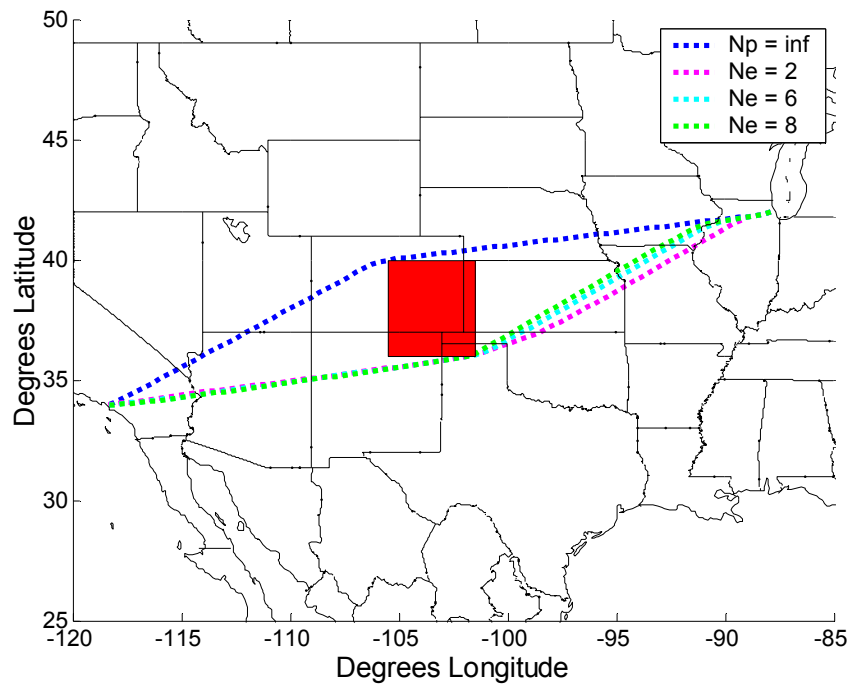 50
45
40
35
30
25
Degrees Latitude
-120
-115
-110
-105
-100
-95
-90
-85
Degrees Longitude
Np = inf
Ne = 2
Ne = 6
Ne = 8